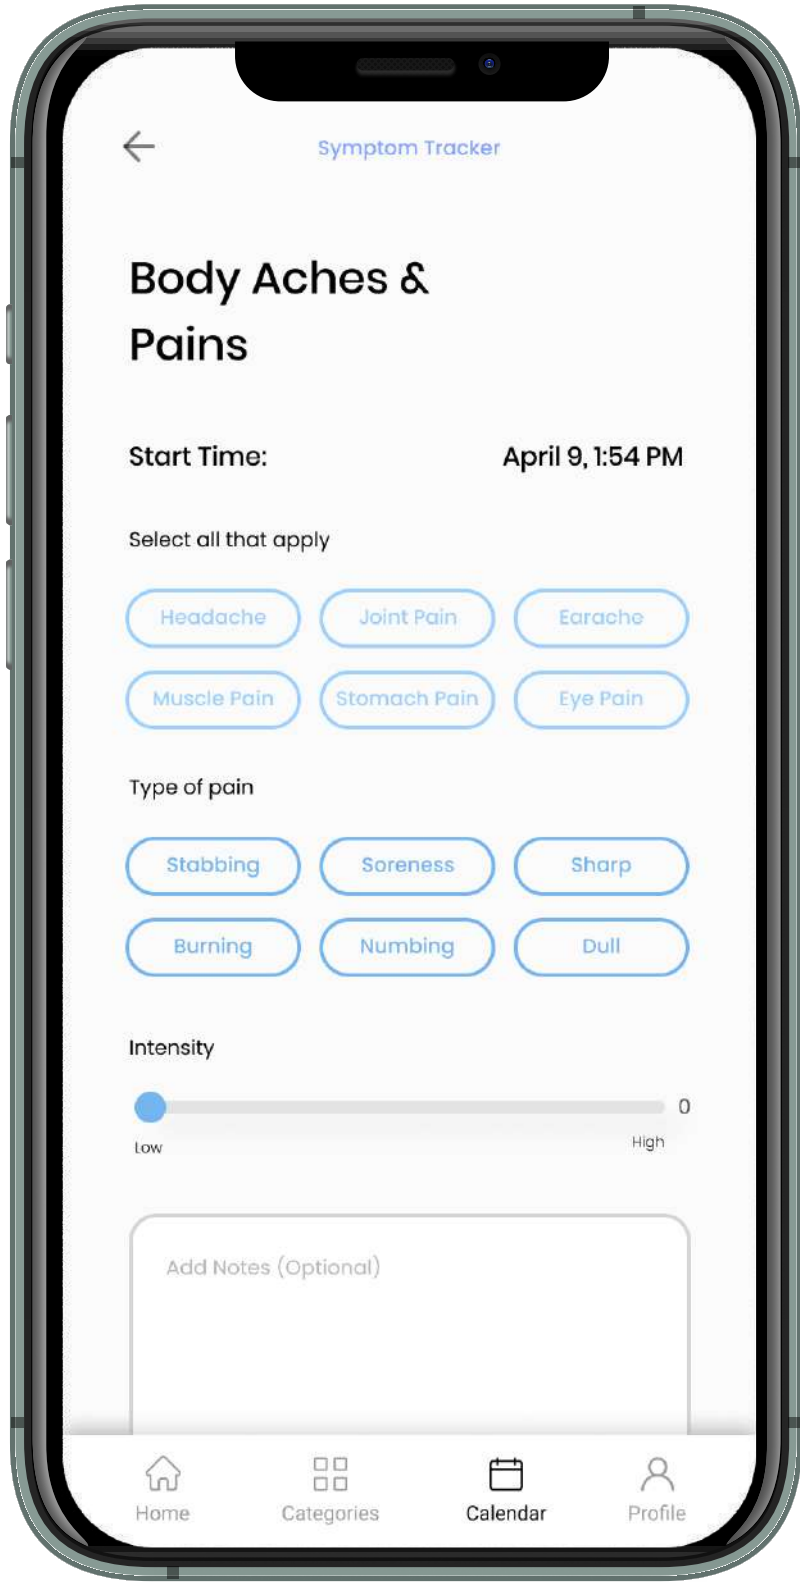 Symptom Tracker
Body Aches &
Pains
Start Time: April 9, 1:54 PM
Select all that apply
Headache Joint Pain Earache
Muscle Pain Stomach Pain Eye Pain
Type of pain
Stabbing Soreness Sharp
Burning Numbing Dull
Intensity
0
Low High
Add Notes (Optional)
Home Categories Calendar Profile